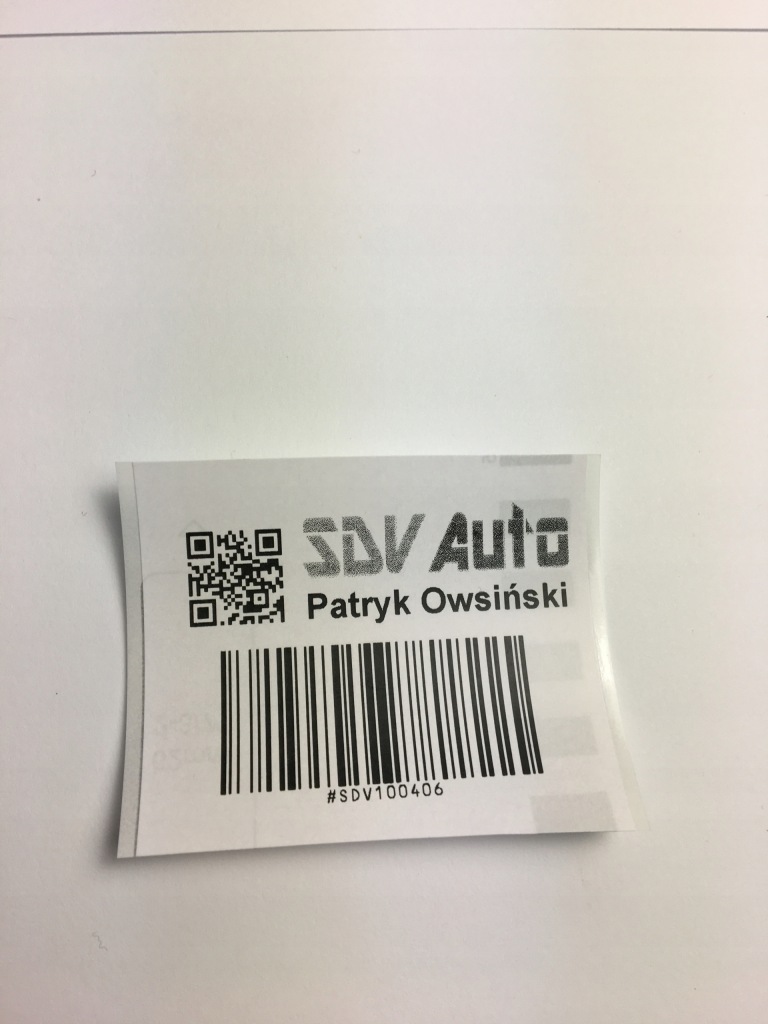 SDV Auto
Patryk Owsiński
#SDV100406